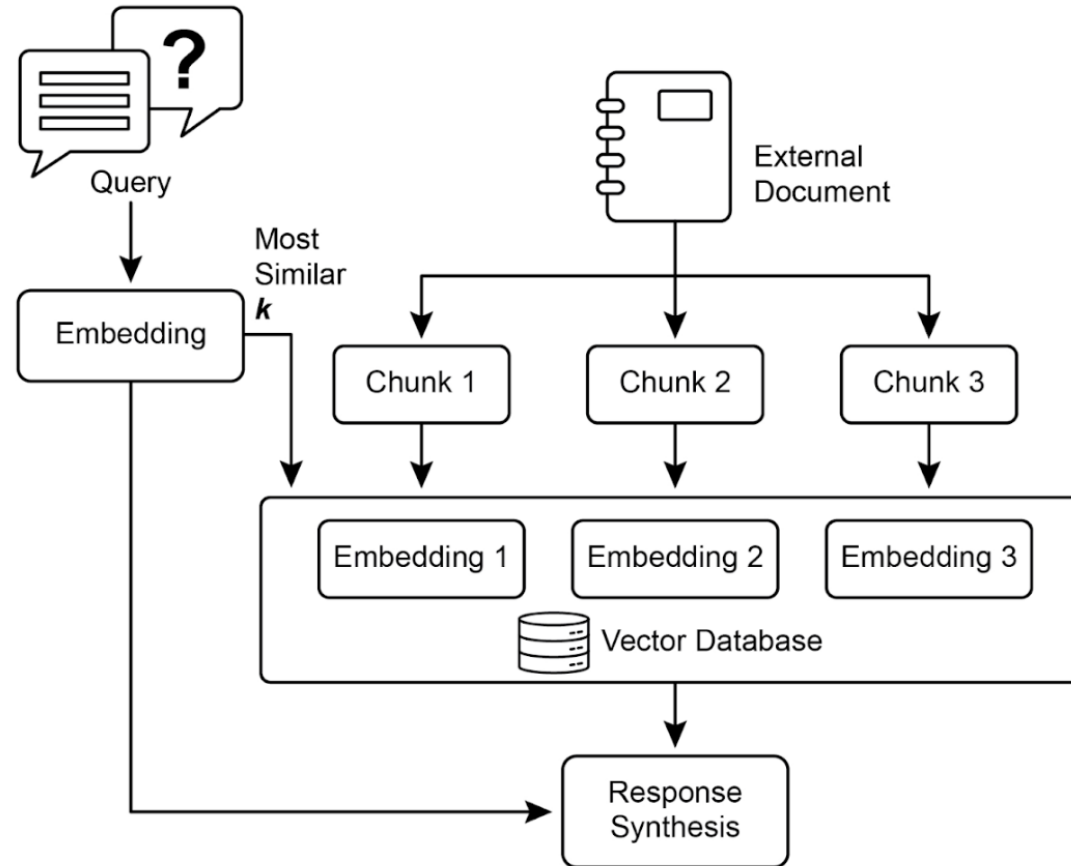 ?
Query
External
Document
Most
Similar
k
Embedding
Chunk 1
Chunk 2
Chunk 3
Embedding 1
Embedding 2
Embedding 3
Vector Database
Response
Synthesis